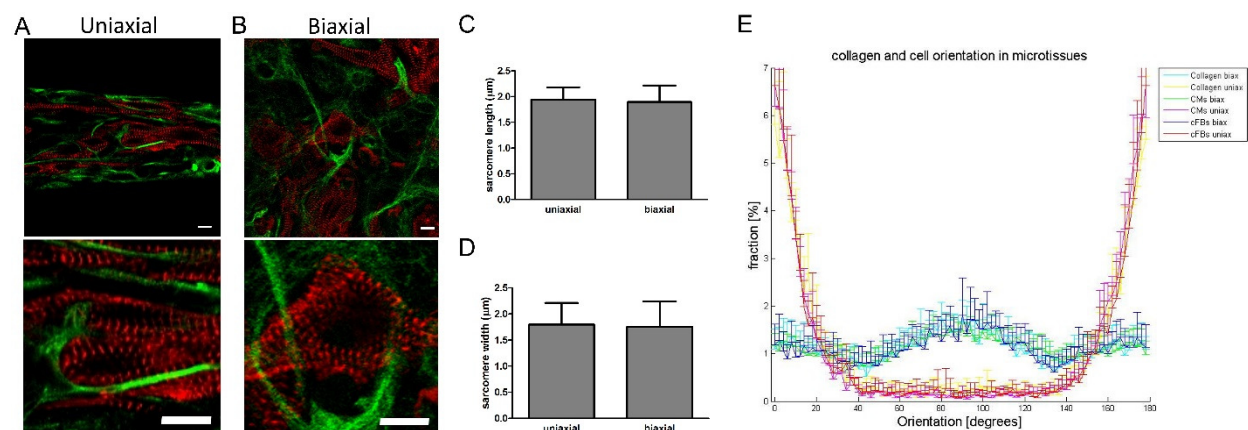 A
Uniaxial
B
Biaxial
C
sarcomere length (μm)
2.5
2.0
1.5
1.0
0.5
0.0
uniaxial
biaxial
D
sarcomere width (μm)
2.5
2.0
1.5
1.0
0.5
0.0
uniaxial
biaxial
E
collagen and cell orientation in microtissues
fraction [%]
7
6
5
4
3
2
1
0
0
20
40
60
80
100
120
140
160
180
Orientation [degrees]
Collagen biax
Collagen uniax
CMs biax
CMs uniax
cFBs biax
cFBs uniax